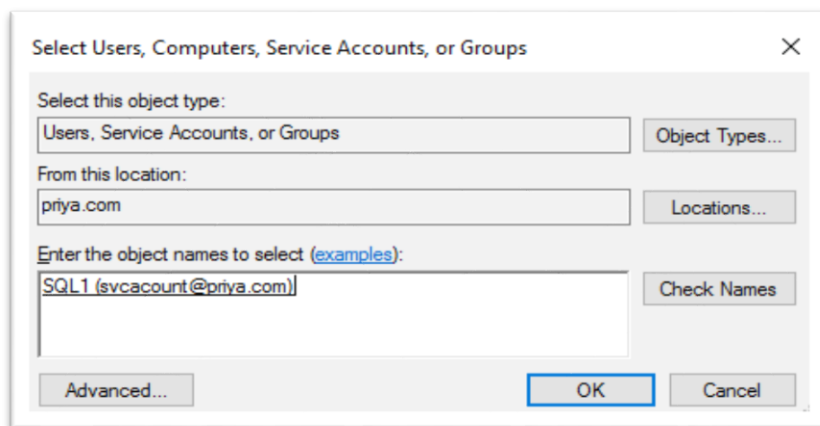 Select Users, Computers, Service Accounts, or Groups
Select this object type:
Users, Service Accounts, or Groups
Object Types...
From this location:
priya.com
Locations...
Enter the object names to select (examples):
SQL1 (svcacount@priya.com)
Check Names
Advanced...
OK
Cancel